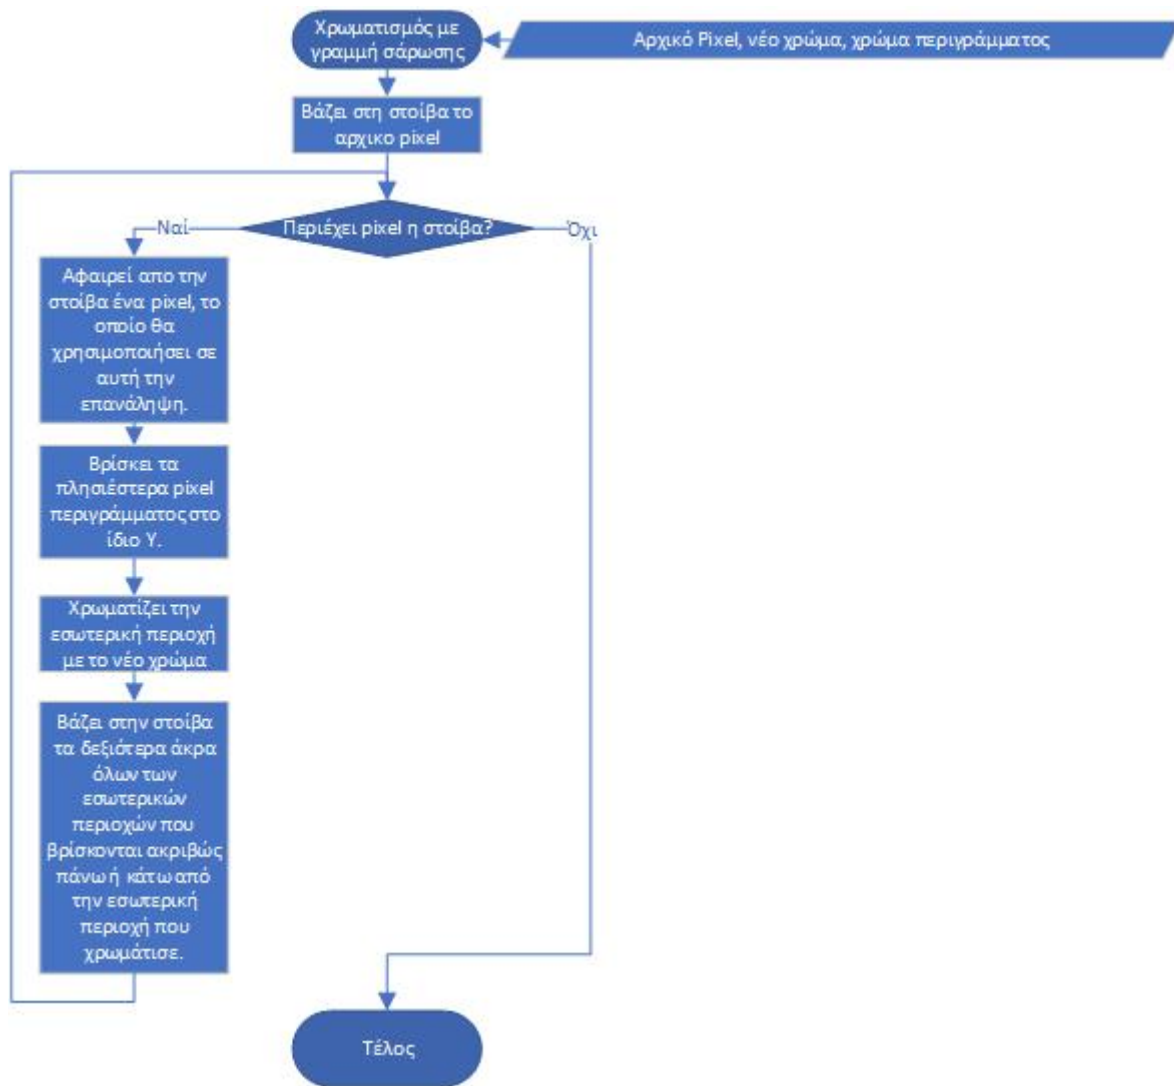 Χρωματισμός με
γραμμή σάρωσης
Αρχικό Pixel, νέο χρώμα, χρώμα περιγράμματος
Βάζει στη στοίβα το
αρχικο pixel
Περιέχει pixel η στοίβα?
Ναί
Όχι
Αφαιρεί απο την
στοίβα ένα pixel, το
οποίο θα
χρησιμοποιήσει σε
αυτή την
επανάληψη.
Βρίσκει τα
πλησιέστερα pixel
περιγράμματος στο
ίδιο Υ.
Χρωματίζει την
εσωτερική περιοχή
με το νέο χρώμα
Βάζει στην στοίβα
τα δεξιότερα άκρα
όλων των
εσωτερικών
περιοχών που
βρίσκονται ακριβώς
πάνω ή κάτω από
την εσωτερική
περιοχή που
χρωμάτισε.
Τέλος